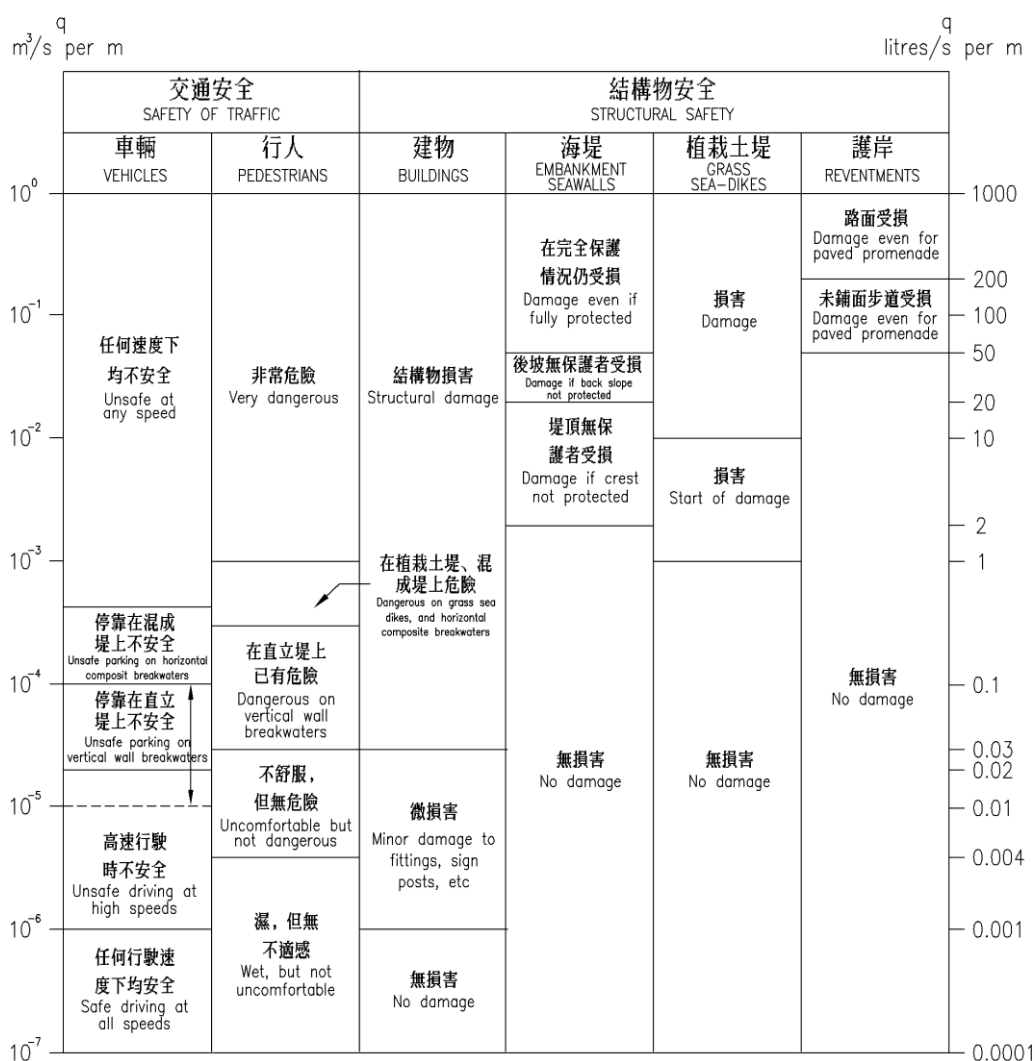 q
m³/s per m
q
litres/s per m
交通安全
SAFETY OF TRAFFIC
結構物安全
STRUCTURAL SAFETY
車輛
VEHICLES
行人
PEDESTRIANS
建物
BUILDINGS
海堤
EMBANKMENT
SEAWALLS
植栽土堤
GRASS
SEA-DIKES
護岸
REVENTMENTS
10⁰
10⁻¹
10⁻²
10⁻³
10⁻⁴
10⁻⁵
10⁻⁶
10⁻⁷
任何速度下
均不安全
Unsafe at
any speed
停靠在混成
堤上不安全
Unsafe parking on horizontal
composit breakwaters
停靠在直立
堤上不安全
Unsafe parking on
vertical wall breakwaters
高速行駛
時不安全
Unsafe driving at
high speeds
任何行駛速
度下均安全
Safe driving at
all speeds
非常危險
Very dangerous
在直立堤上
已有危險
Dangerous on
vertical wall
breakwaters
不舒服，
但無危險
Uncomfortable but
not dangerous
濕，但無
不適感
Wet, but not
uncomfortable
結構物損害
Structural damage
在植栽土堤、混
成堤上危險
Dangerous on grass sea
dikes, and horizontal
composite breakwaters
微損害
Minor damage to
fittings, sign
posts, etc
無損害
No damage
在完全保護
情況仍受損
Damage even if
fully protected
後坡無保護者受損
Damage if back slope
not protected
堤頂無保
護者受損
Damage if crest
not protected
無損害
No damage
損害
Damage
損害
Start of damage
無損害
No damage
路面受損
Damage even for
paved promenade
未鋪面步道受損
Damage even for
paved promenade
無損害
No damage
1000
200
100
50
20
10
2
1
0.1
0.03
0.02
0.01
0.004
0.001
0.0001